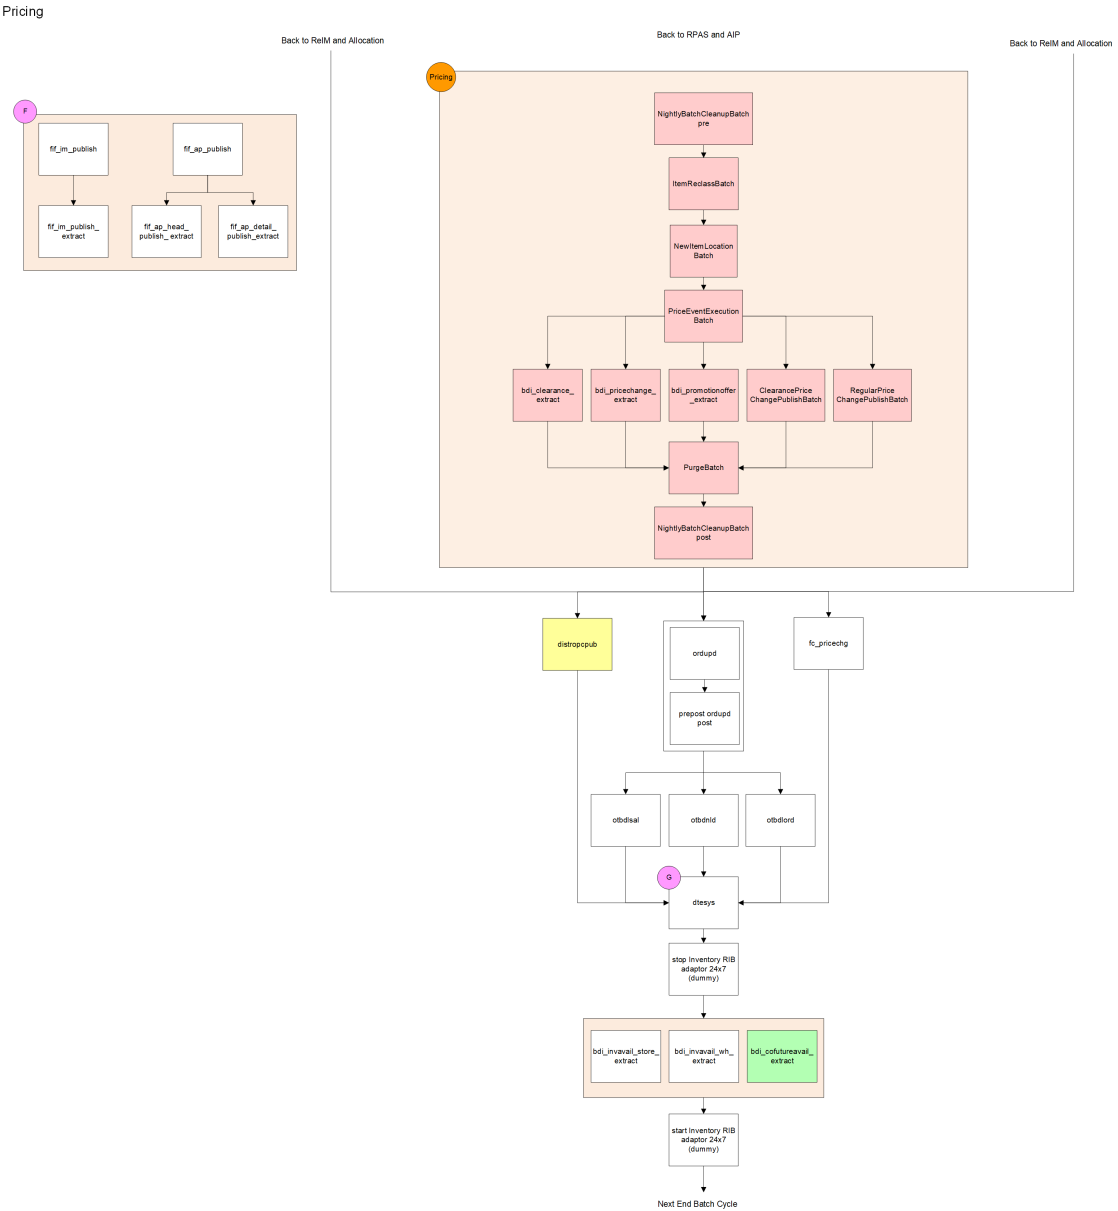 Pricing
Back to ReIM and Allocation
Back to RPAS and AIP
Back to ReIM and Allocation
Pricing
F
fif_im_publish
fif_ap_publish
fif_im_publish_
extract
fif_ap_head_
publish_ extract
fif_ap_detail_
publish_extract
NightlyBatchCleanupBatch
pre
ItemReclassBatch
NewItemLocation
Batch
PriceEventExecution
Batch
bdi_clearance_
extract
bdi_pricechange_
extract
bdi_promotionoffer
_extract
ClearancePrice
ChangePublishBatch
RegularPrice
ChangePublishBatch
PurgeBatch
NightlyBatchCleanupBatch
post
distropcpub
ordupd
fc_pricechg
prepost ordupd
post
otbdlsal
otbdnld
otbdlord
G
dtesys
stop Inventory RIB
adaptor 24x7
(dummy)
bdi_invavail_store_
extract
bdi_invavail_wh_
extract
bdi_cofutureavail_
extract
start Inventory RIB
adaptor 24x7
(dummy)
Next End Batch Cycle